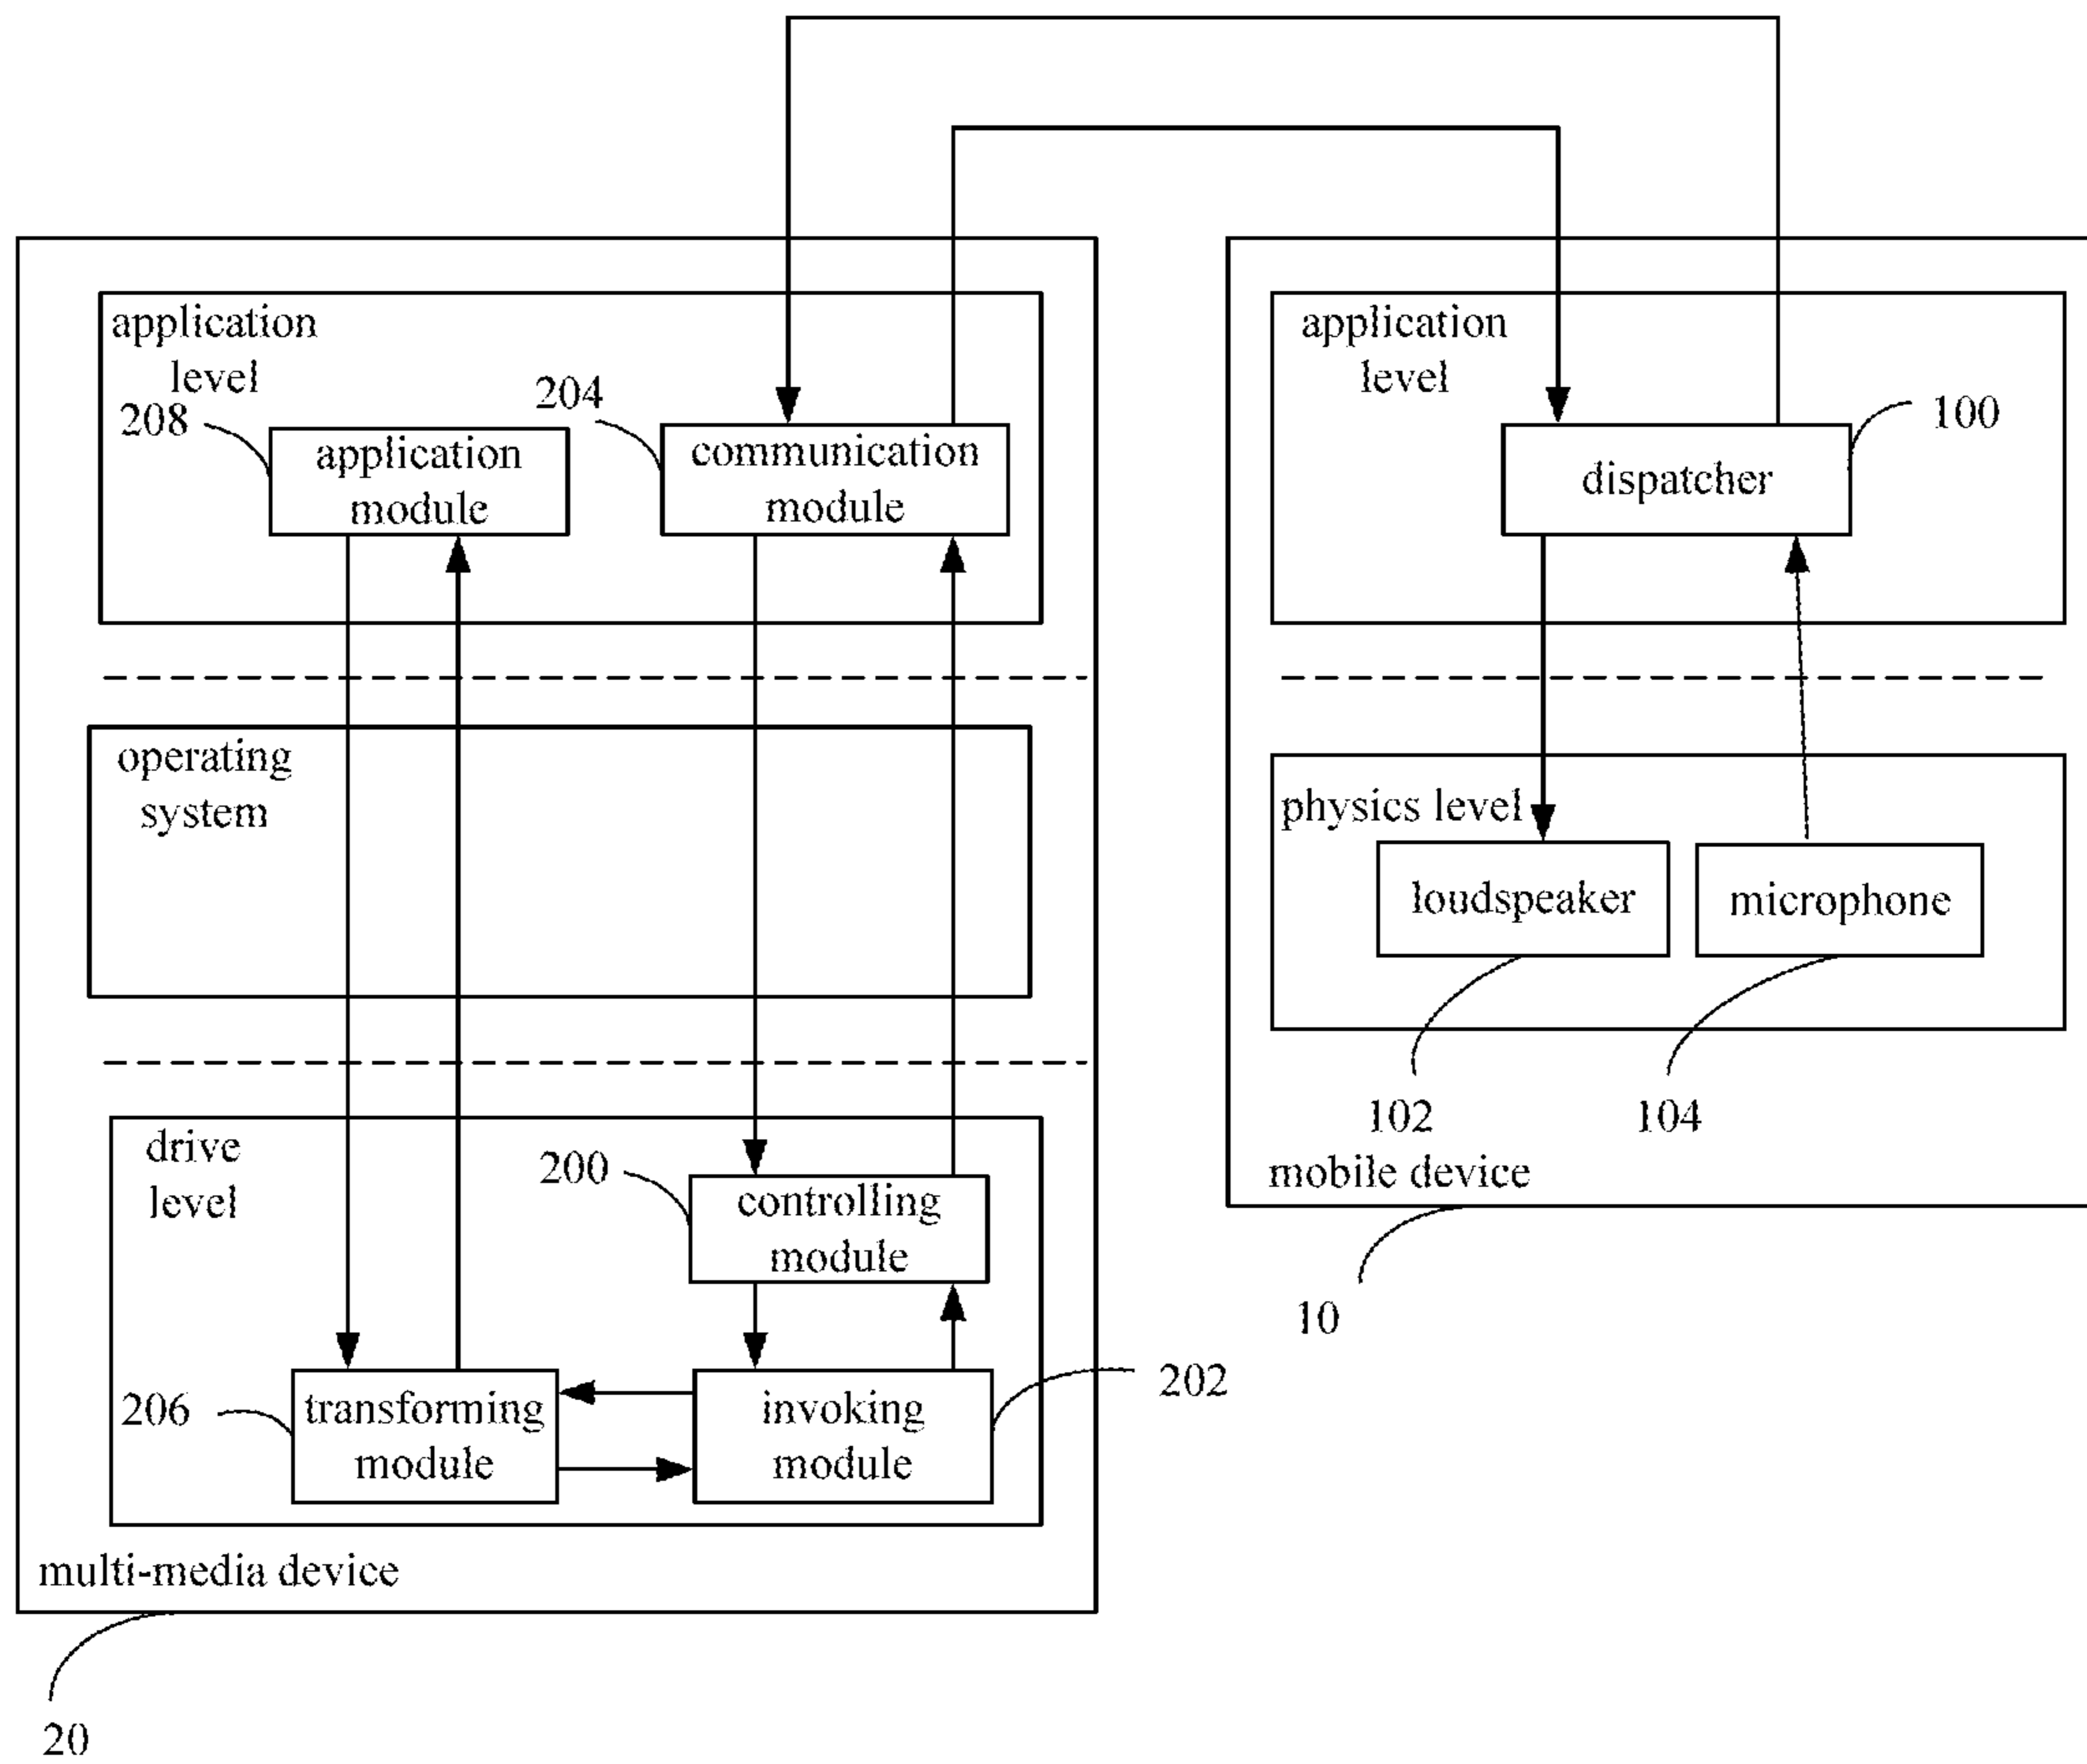 application
level
208
204
application
module
communication
module
application
level
100
dispatcher
operating
system
physics level
loudspeaker
microphone
102
104
mobile device
10
drive
level
200
controlling
module
206
transforming
module
invoking
module
202
multi-media device
20